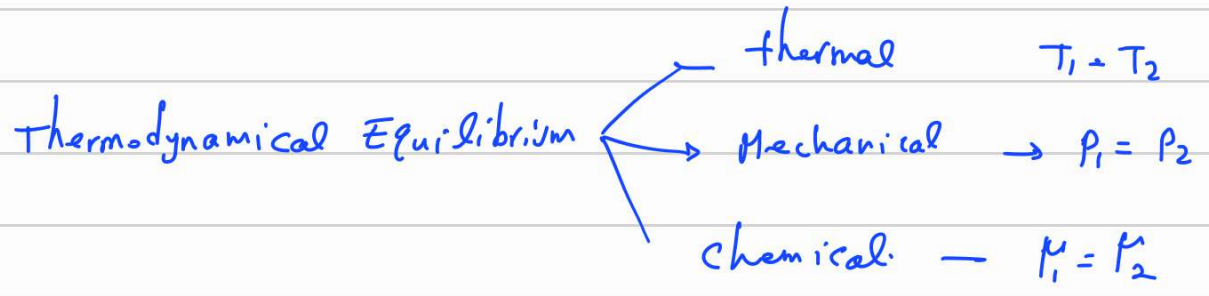 thermal T₁ = T₂
Thermodynamical Equilibrium → Mechanical → P₁ = P₂
chemical. — μ₁ = μ₂